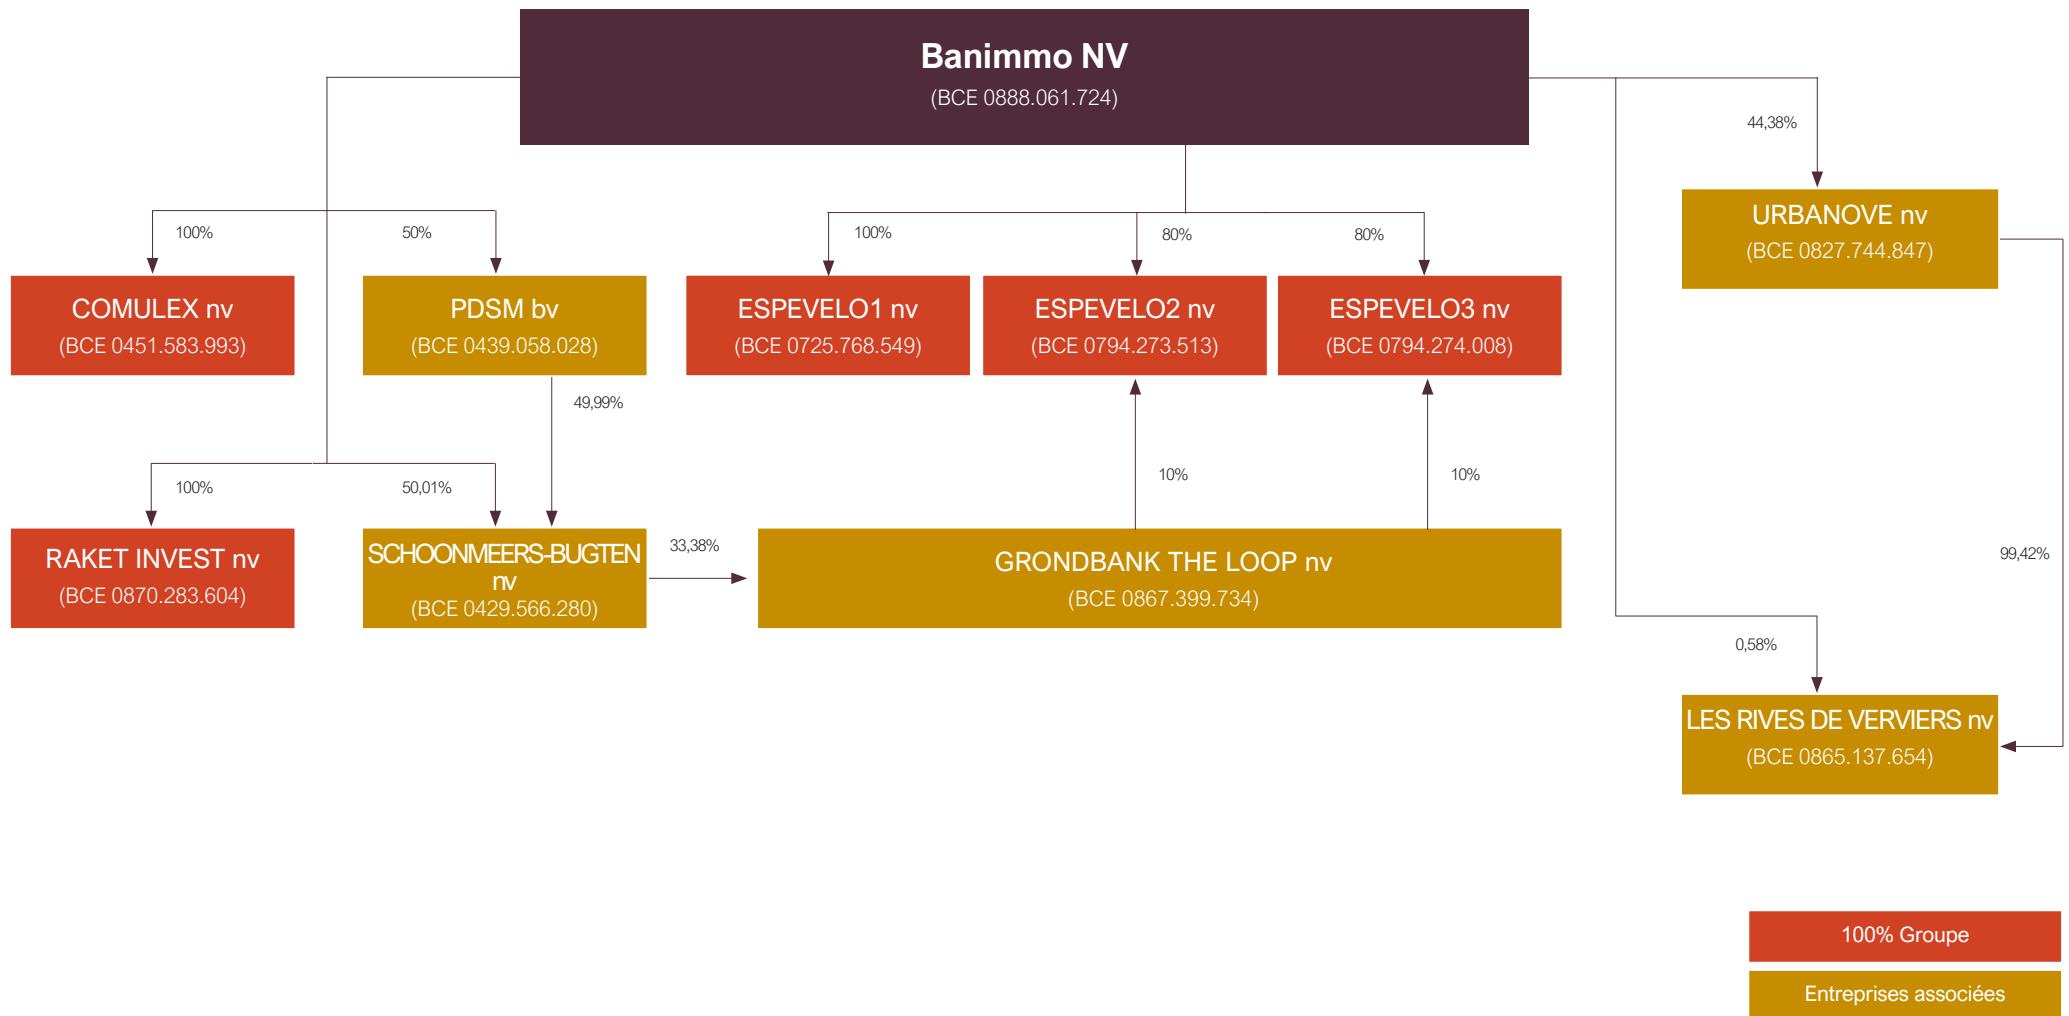 Banimmo NV
(BCE 0888.061.724)
44,38%
URBANOVE nv
(BCE 0827.744.847)
100%
50%
100%
80%
80%
COMULEX nv
(BCE 0451.583.993)
PDSM bv
(BCE 0439.058.028)
ESPEVELO1 nv
(BCE 0725.768.549)
ESPEVELO2 nv
(BCE 0794.273.513)
ESPEVELO3 nv
(BCE 0794.274.008)
49,99%
100%
50,01%
10%
10%
RAKET INVEST nv
(BCE 0870.283.604)
SCHOONMEERS-BUGTEN
nv
(BCE 0429.566.280)
33,38%
GRONDBANK THE LOOP nv
(BCE 0867.399.734)
99,42%
0,58%
LES RIVES DE VERVIERS nv
(BCE 0865.137.654)
100% Groupe
Entreprises associées